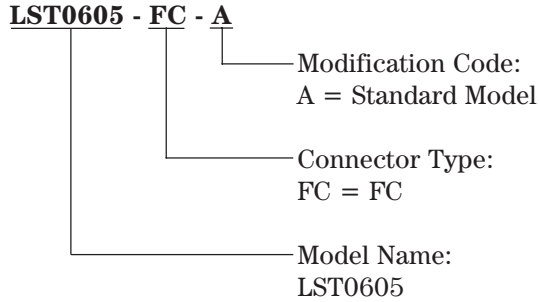 LST0605 - FC - A
Modification Code:
A = Standard Model
Connector Type:
FC = FC
Model Name:
LST0605